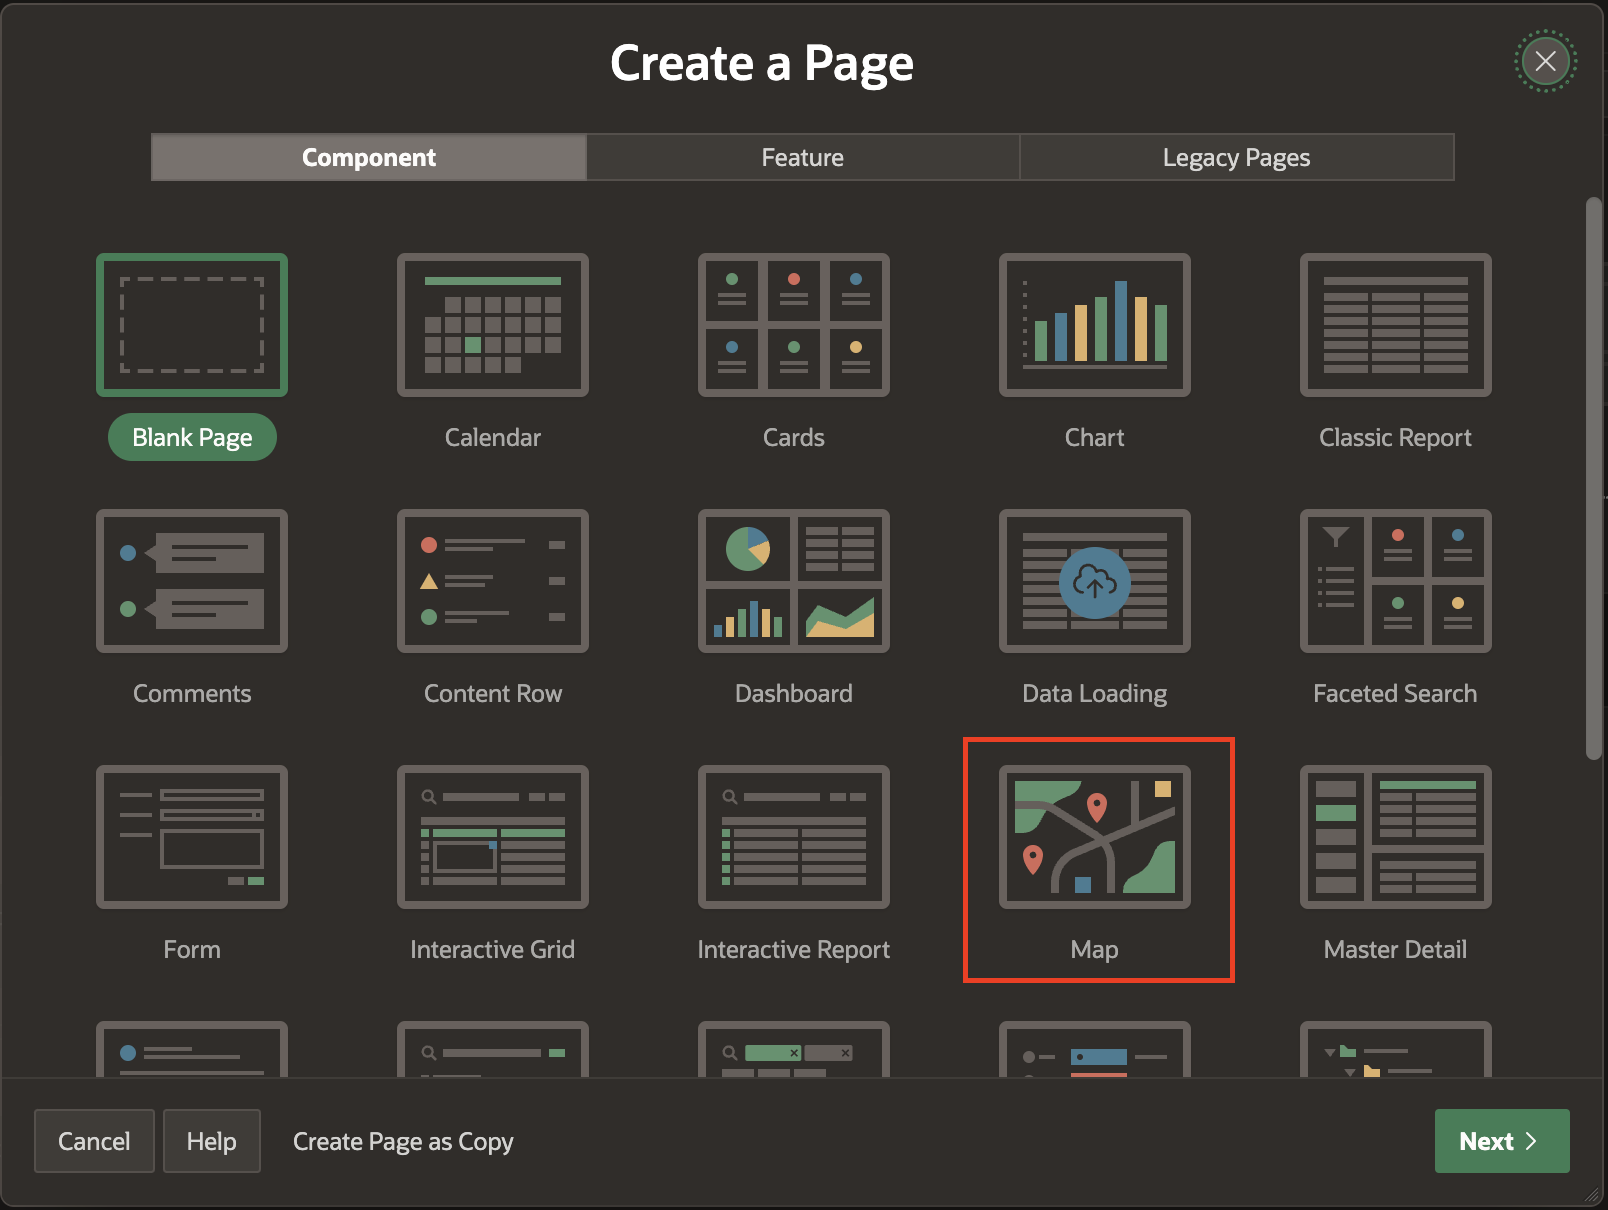 Create a Page
Component
Feature
Legacy Pages
Blank Page
Calendar
Cards
Chart
Classic Report
Comments
Content Row
Dashboard
Data Loading
Faceted Search
Form
Interactive Grid
Interactive Report
Map
Master Detail
Cancel
Help
Create Page as Copy
Next